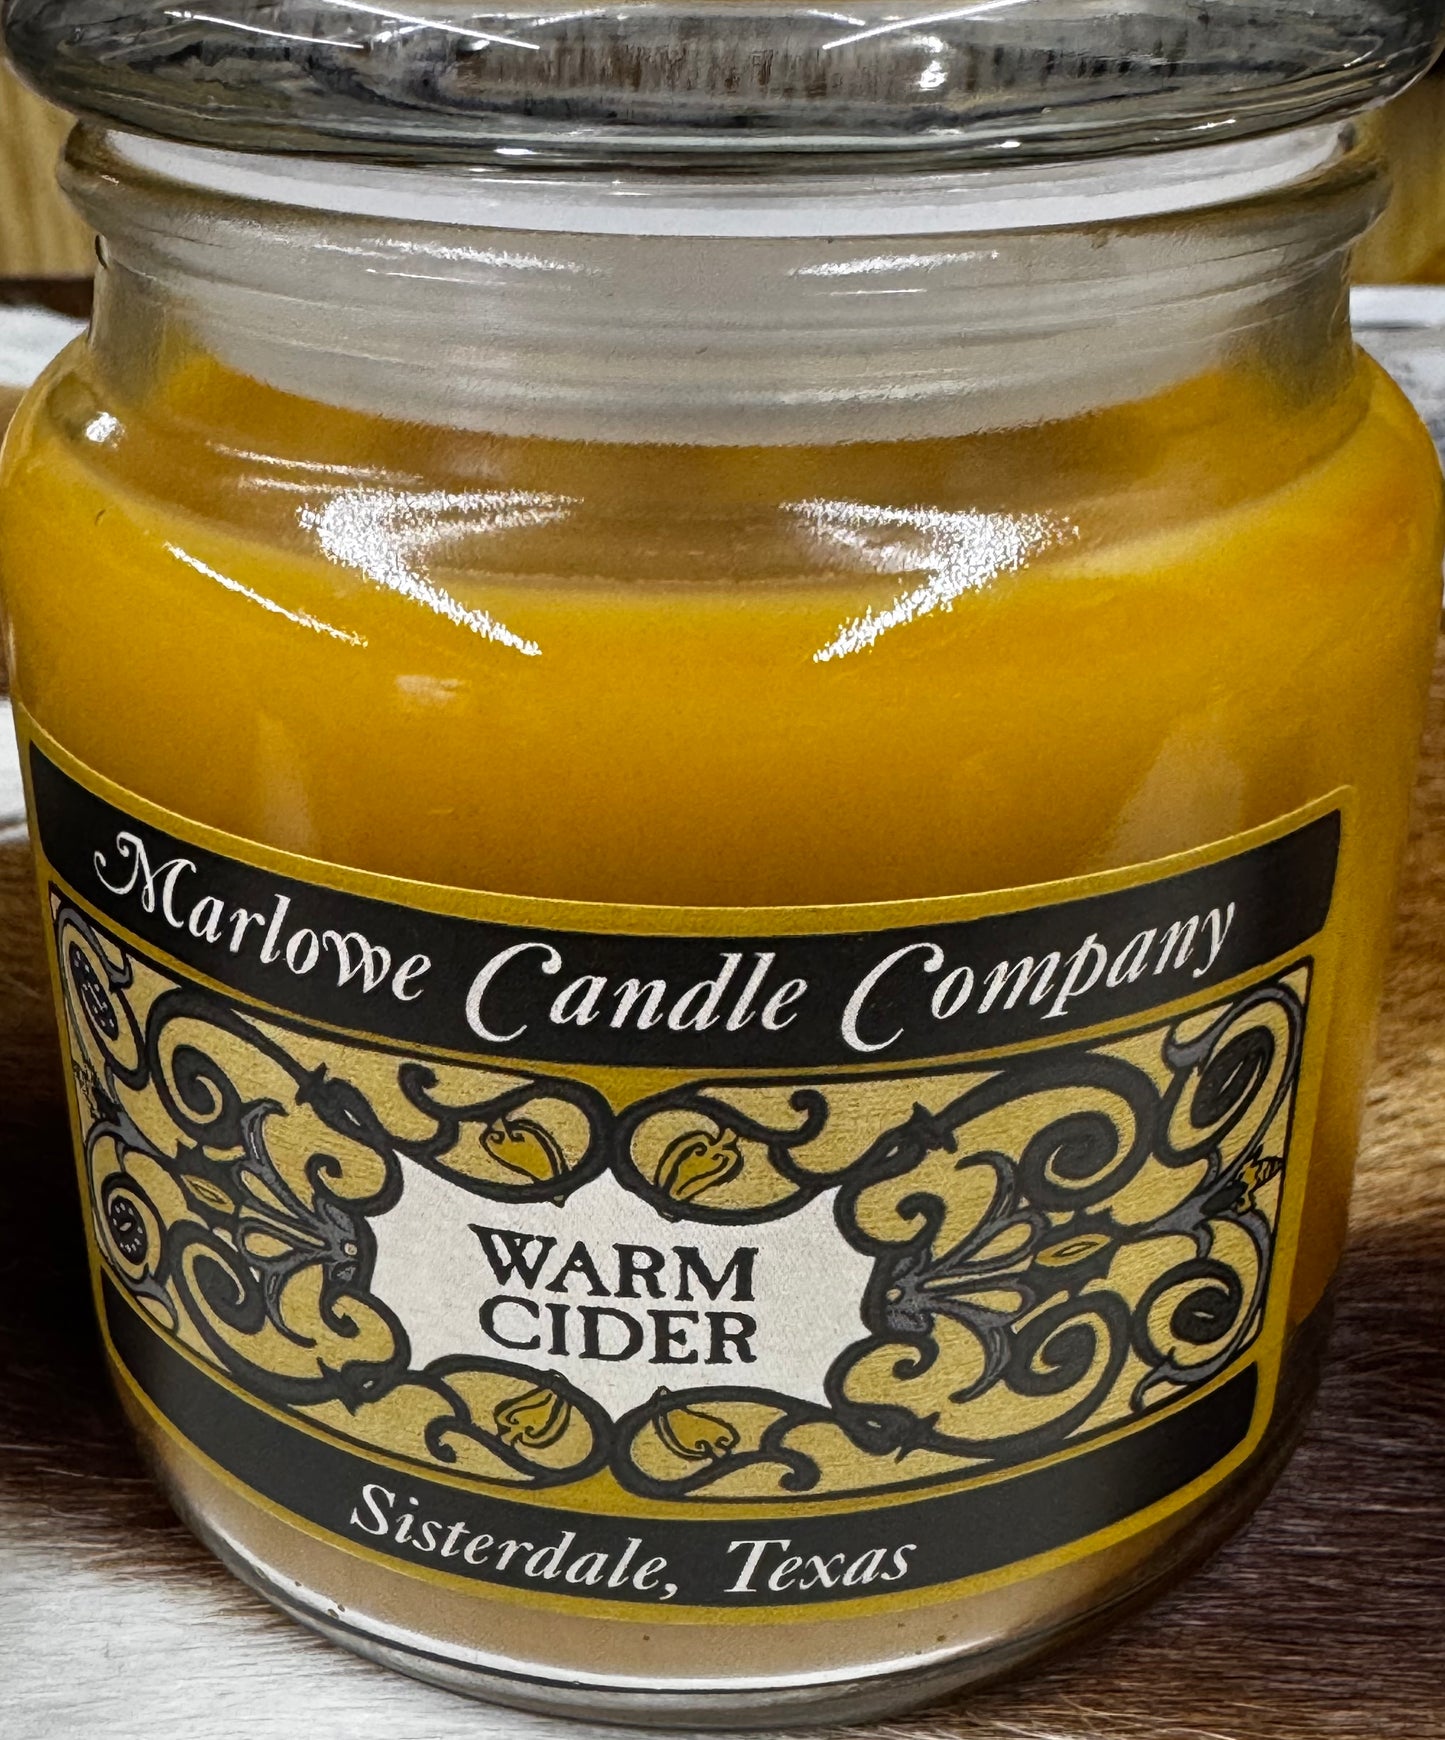 Marlowe Candle Company
WARM
CIDER
Sisterdale, Texas